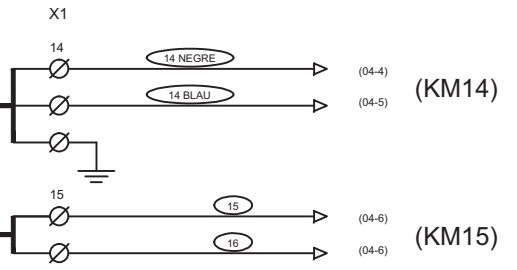 X1
14
14 NEGRE (04-4)
14 BLAU (04-5)
(KM14)
15
15 (04-6)
16 (04-6)
(KM15)